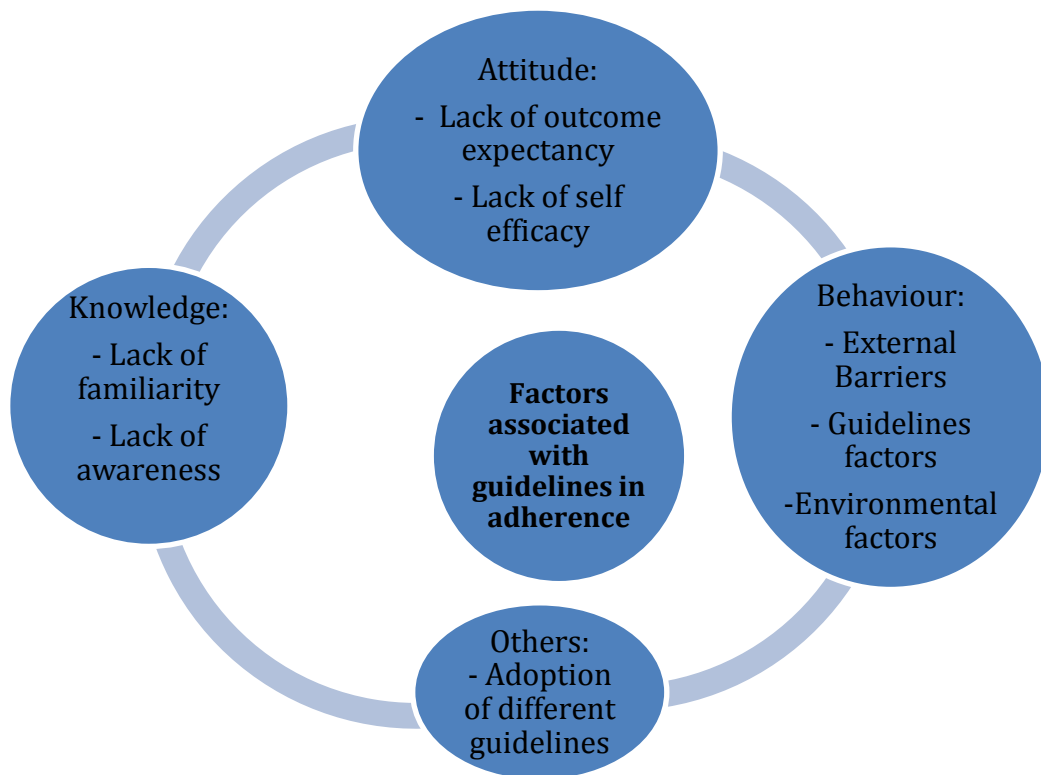 Attitude:
- Lack of outcome
expectancy
- Lack of self
efficacy
Knowledge:
- Lack of
familiarity
- Lack of
awareness
Factors
associated
with
guidelines in
adherence
Behaviour:
- External
Barriers
- Guidelines
factors
-Environmental
factors
Others:
- Adoption
of different
guidelines